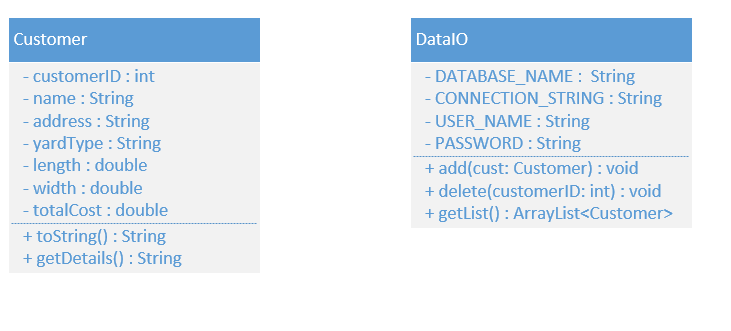 Customer
- customerID : int
- name : String
- address : String
- yardType : String
- length : double
- width : double
- totalCost : double
+ toString() : String
+ getDetails() : String
DataIO
- DATABASE_NAME :  String
- CONNECTION_STRING : String
- USER_NAME : String
- PASSWORD : String
+ add(cust: Customer) : void
+ delete(customerID: int) : void
+ getList() : ArrayList<Customer>